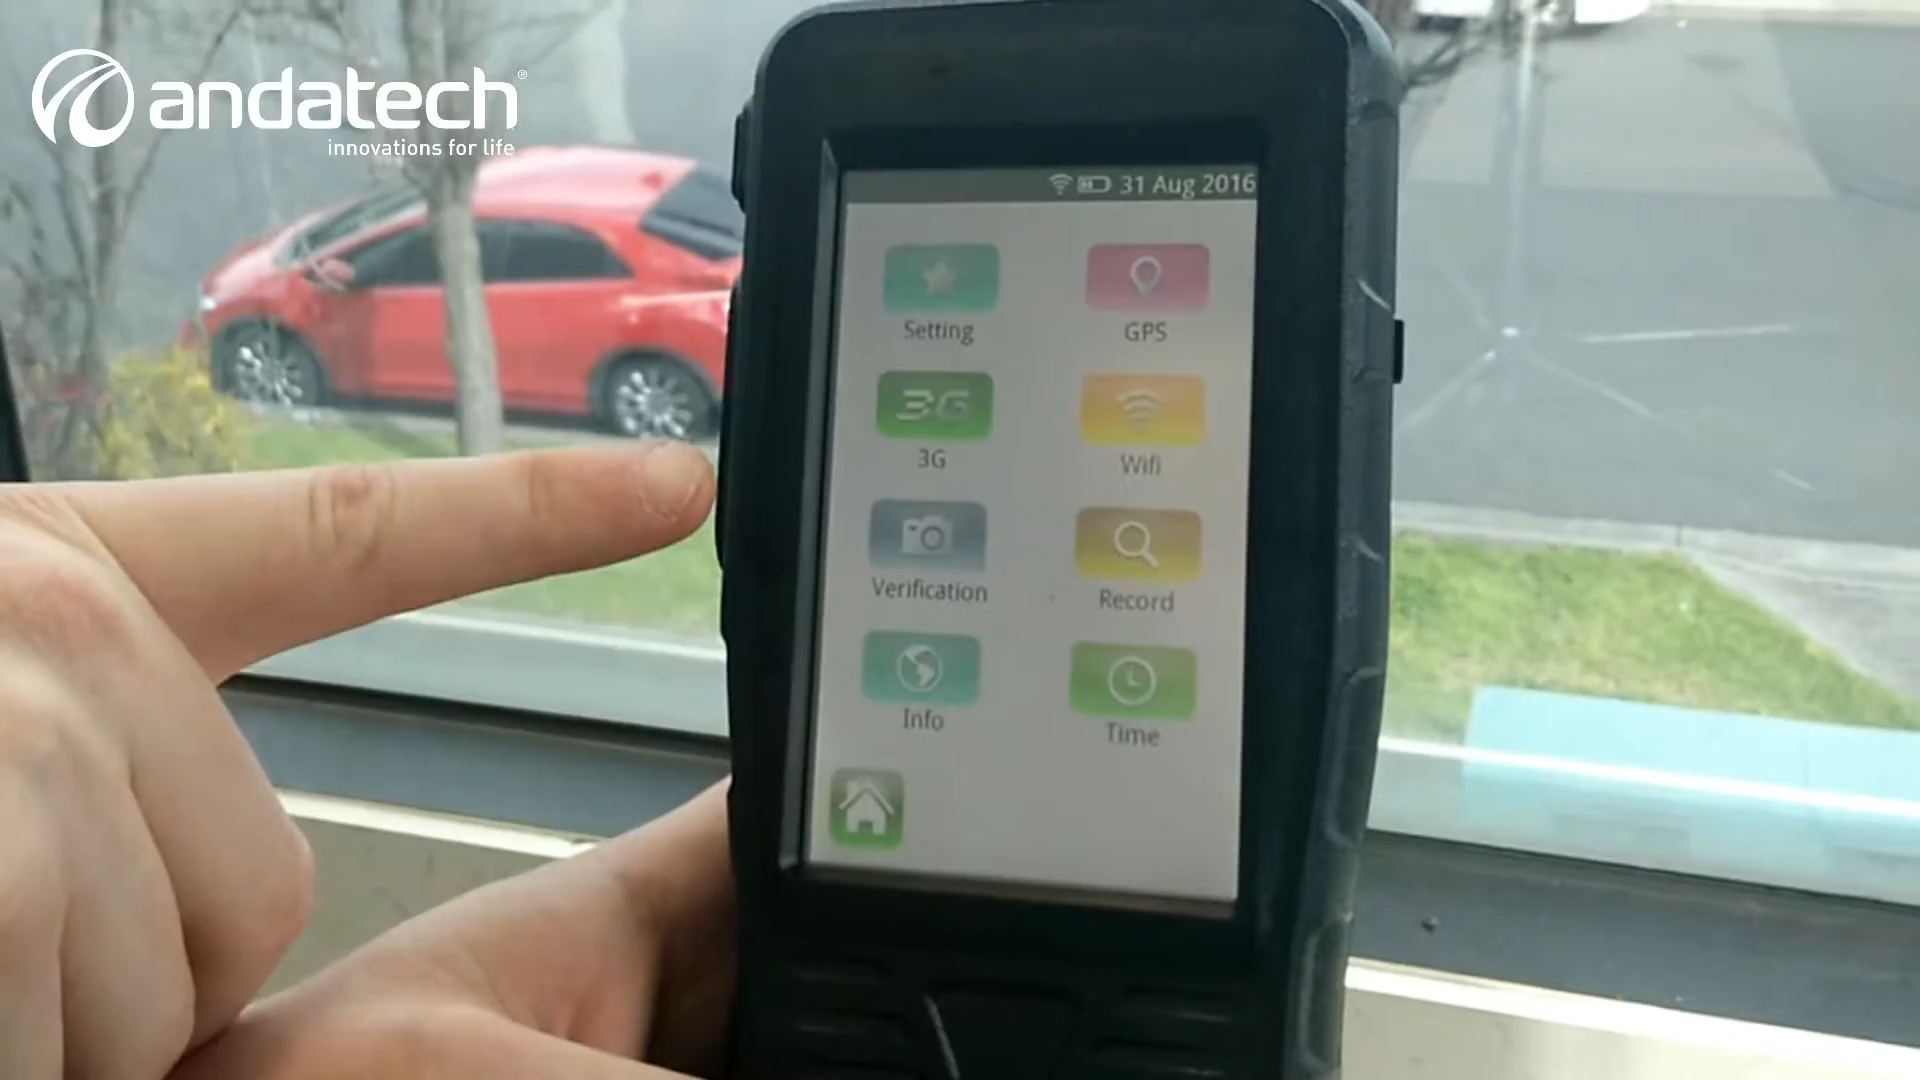 andatech®
innovations for life
31 Aug 2016
Setting
GPS
3G
3G
Wifi
Verification
Record
Info
Time